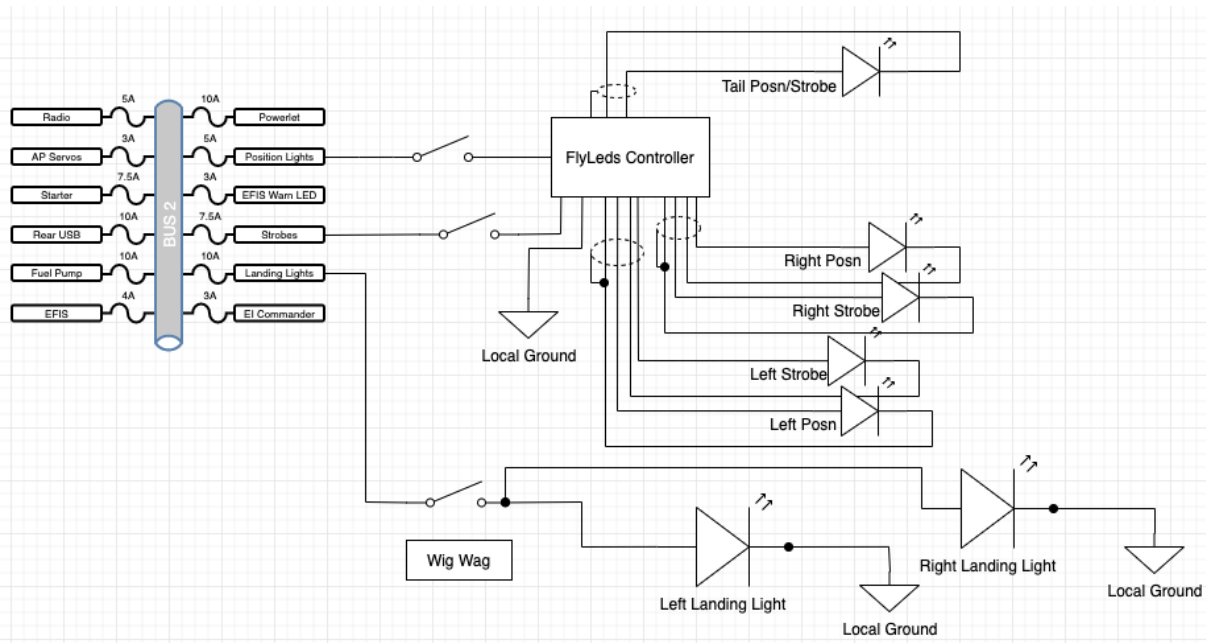 5A
10A
Radio
Powerlet
3A
5A
AP Servos
Position Lights
7.5A
3A
Starter
EFIS Warn LED
10A
7.5A
Rear USB
Strobes
10A
10A
Fuel Pump
Landing Lights
4A
3A
EFIS
EI Commander
BUS 2
Tail Posn/Strobe
FlyLeds Controller
Right Posn
Right Strobe
Local Ground
Left Strobe
Left Posn
Wig Wag
Left Landing Light
Right Landing Light
Local Ground
Local Ground